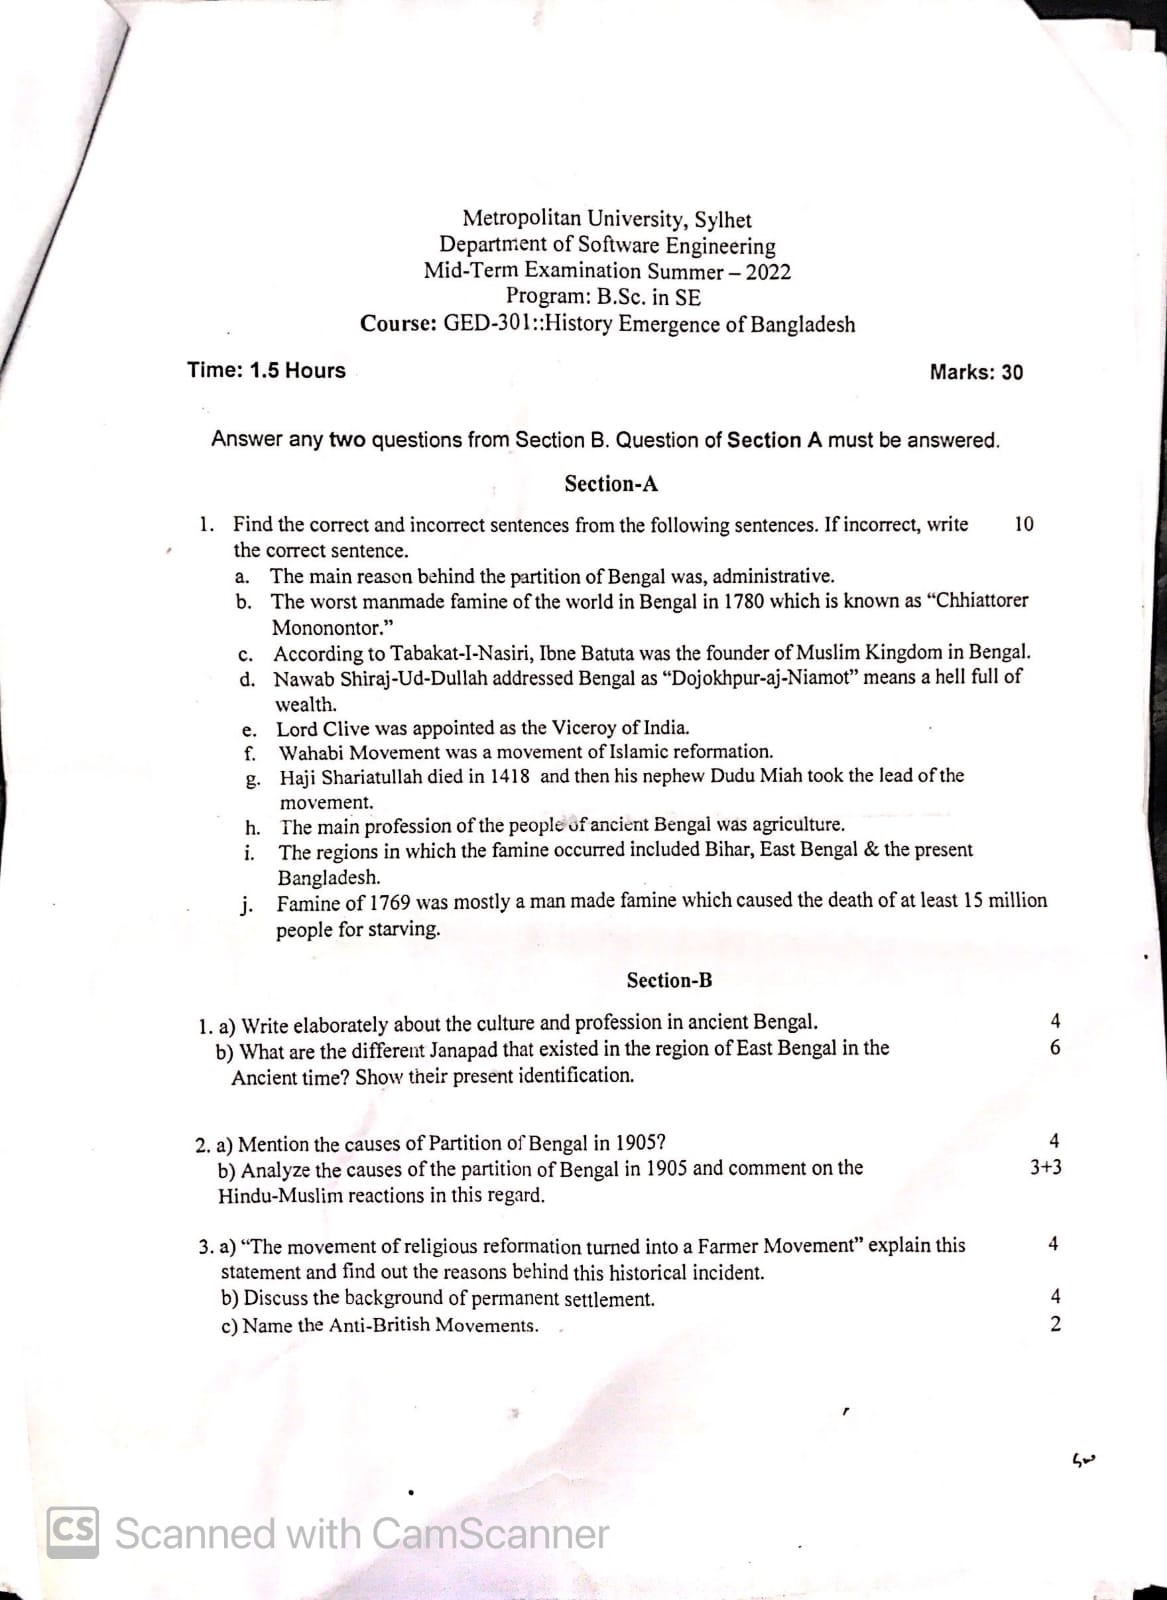 Metropolitan University, Sylhet
Department of Software Engineering
Mid-Term Examination Summer – 2022
Program: B.Sc. in SE
Course: GED-301::History Emergence of Bangladesh
Time: 1.5 Hours Marks: 30
Answer any two questions from Section B. Question of Section A must be answered.
Section-A
1. Find the correct and incorrect sentences from the following sentences. If incorrect, write 10
the correct sentence.
a. The main reason behind the partition of Bengal was, administrative.
b. The worst manmade famine of the world in Bengal in 1780 which is known as “Chhiattorer
Mononontor.”
c. According to Tabakat-I-Nasiri, Ibne Batuta was the founder of Muslim Kingdom in Bengal.
d. Nawab Shiraj-Ud-Dullah addressed Bengal as “Dojokhpur-aj-Niamot” means a hell full of
wealth.
e. Lord Clive was appointed as the Viceroy of India.
f. Wahabi Movement was a movement of Islamic reformation.
g. Haji Shariatullah died in 1418 and then his nephew Dudu Miah took the lead of the
movement.
h. The main profession of the people of ancient Bengal was agriculture.
i. The regions in which the famine occurred included Bihar, East Bengal & the present
Bangladesh.
j. Famine of 1769 was mostly a man made famine which caused the death of at least 15 million
people for starving.
Section-B
1. a) Write elaborately about the culture and profession in ancient Bengal. 4
b) What are the different Janapad that existed in the region of East Bengal in the 6
Ancient time? Show their present identification.
2. a) Mention the causes of Partition of Bengal in 1905? 4
b) Analyze the causes of the partition of Bengal in 1905 and comment on the 3+3
Hindu-Muslim reactions in this regard.
3. a) “The movement of religious reformation turned into a Farmer Movement” explain this 4
statement and find out the reasons behind this historical incident.
b) Discuss the background of permanent settlement. 4
c) Name the Anti-British Movements. 2
CS Scanned with CamScanner